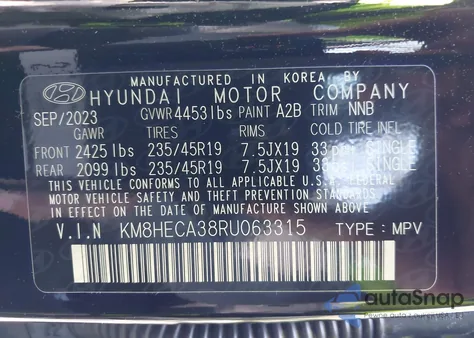 MANUFACTURED IN KOREA BY
HYUNDAI MOTOR COMPANY
SEP/2023 GVWR 4453 lbs PAINT A2B TRIM NNB
GAWR TIRES RIMS COLD TIRE INFL
FRONT 2425 lbs 235/45R19 7.5JX19 33 psi SINGLE
REAR 2099 lbs 235/45R19 7.5JX19 SINGLE
THIS VEHICLE CONFORMS TO ALL APPLICABLE U.S. FEDERAL
MOTOR VEHICLE SAFETY AND THEFT PREVENTION STANDARDS
IN EFFECT ON THE DATE OF MANUFACTURE SHOWN ABOVE
V.I.N KM8HECA38RU063315 TYPE : MPV
autoSnap